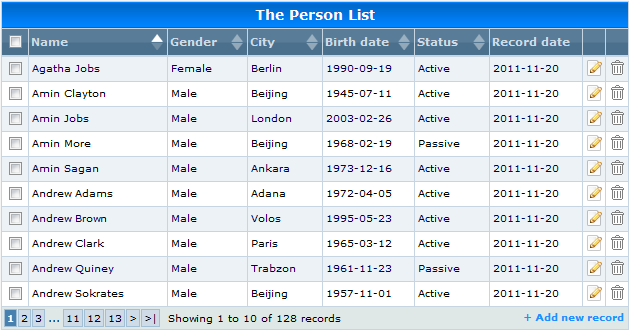 The Person List
Name Gender City Birth date Status Record date
Agatha Jobs Female Berlin 1990-09-19 Active 2011-11-20
Amin Clayton Male Beijing 1945-07-11 Active 2011-11-20
Amin Jobs Male London 2003-02-26 Active 2011-11-20
Amin More Male Beijing 1968-02-19 Passive 2011-11-20
Amin Sagan Male Ankara 1973-12-16 Active 2011-11-20
Andrew Adams Male Adana 1972-04-05 Active 2011-11-20
Andrew Brown Male Volos 1995-05-23 Active 2011-11-20
Andrew Clark Male Paris 1965-03-12 Active 2011-11-20
Andrew Quiney Male Trabzon 1961-11-23 Passive 2011-11-20
Andrew Sokrates Male Beijing 1957-11-01 Active 2011-11-20
1 2 3 ... 11 12 13 > >| Showing 1 to 10 of 128 records + Add new record